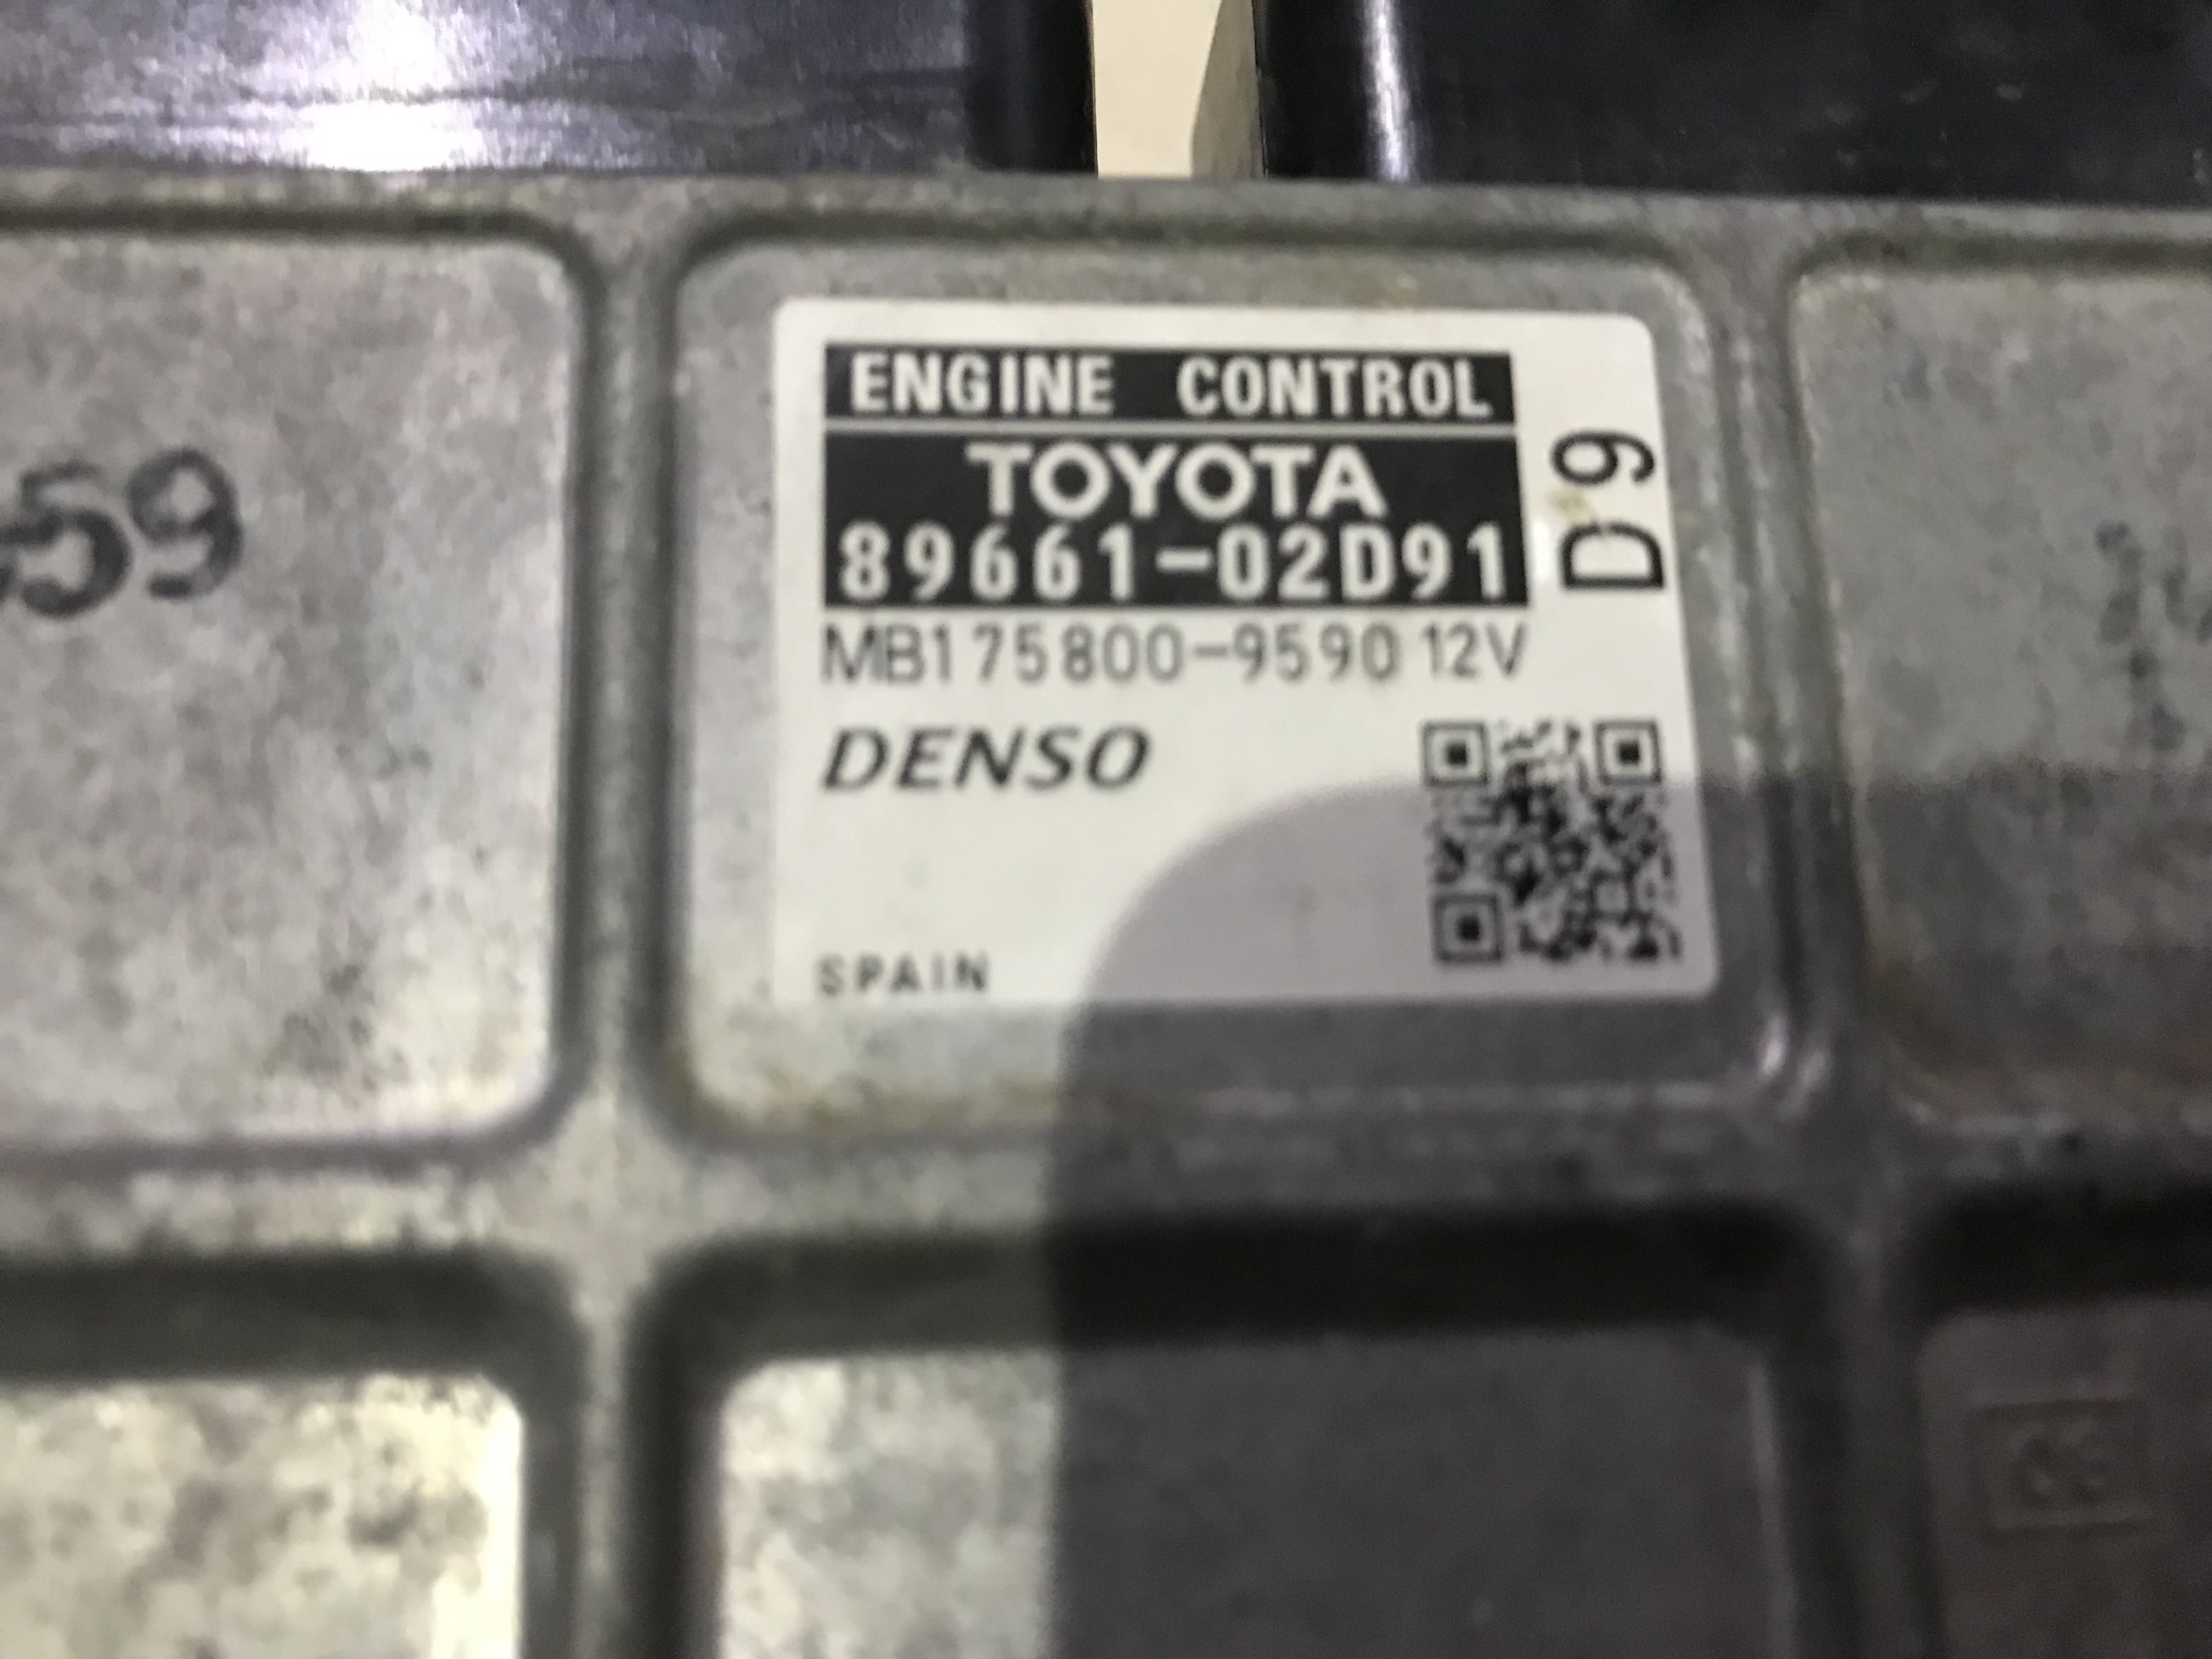 ENGINE CONTROL
TOYOTA
89661-02D91
D9
MB175800-9590 12V
DENSO
SPAIN
59